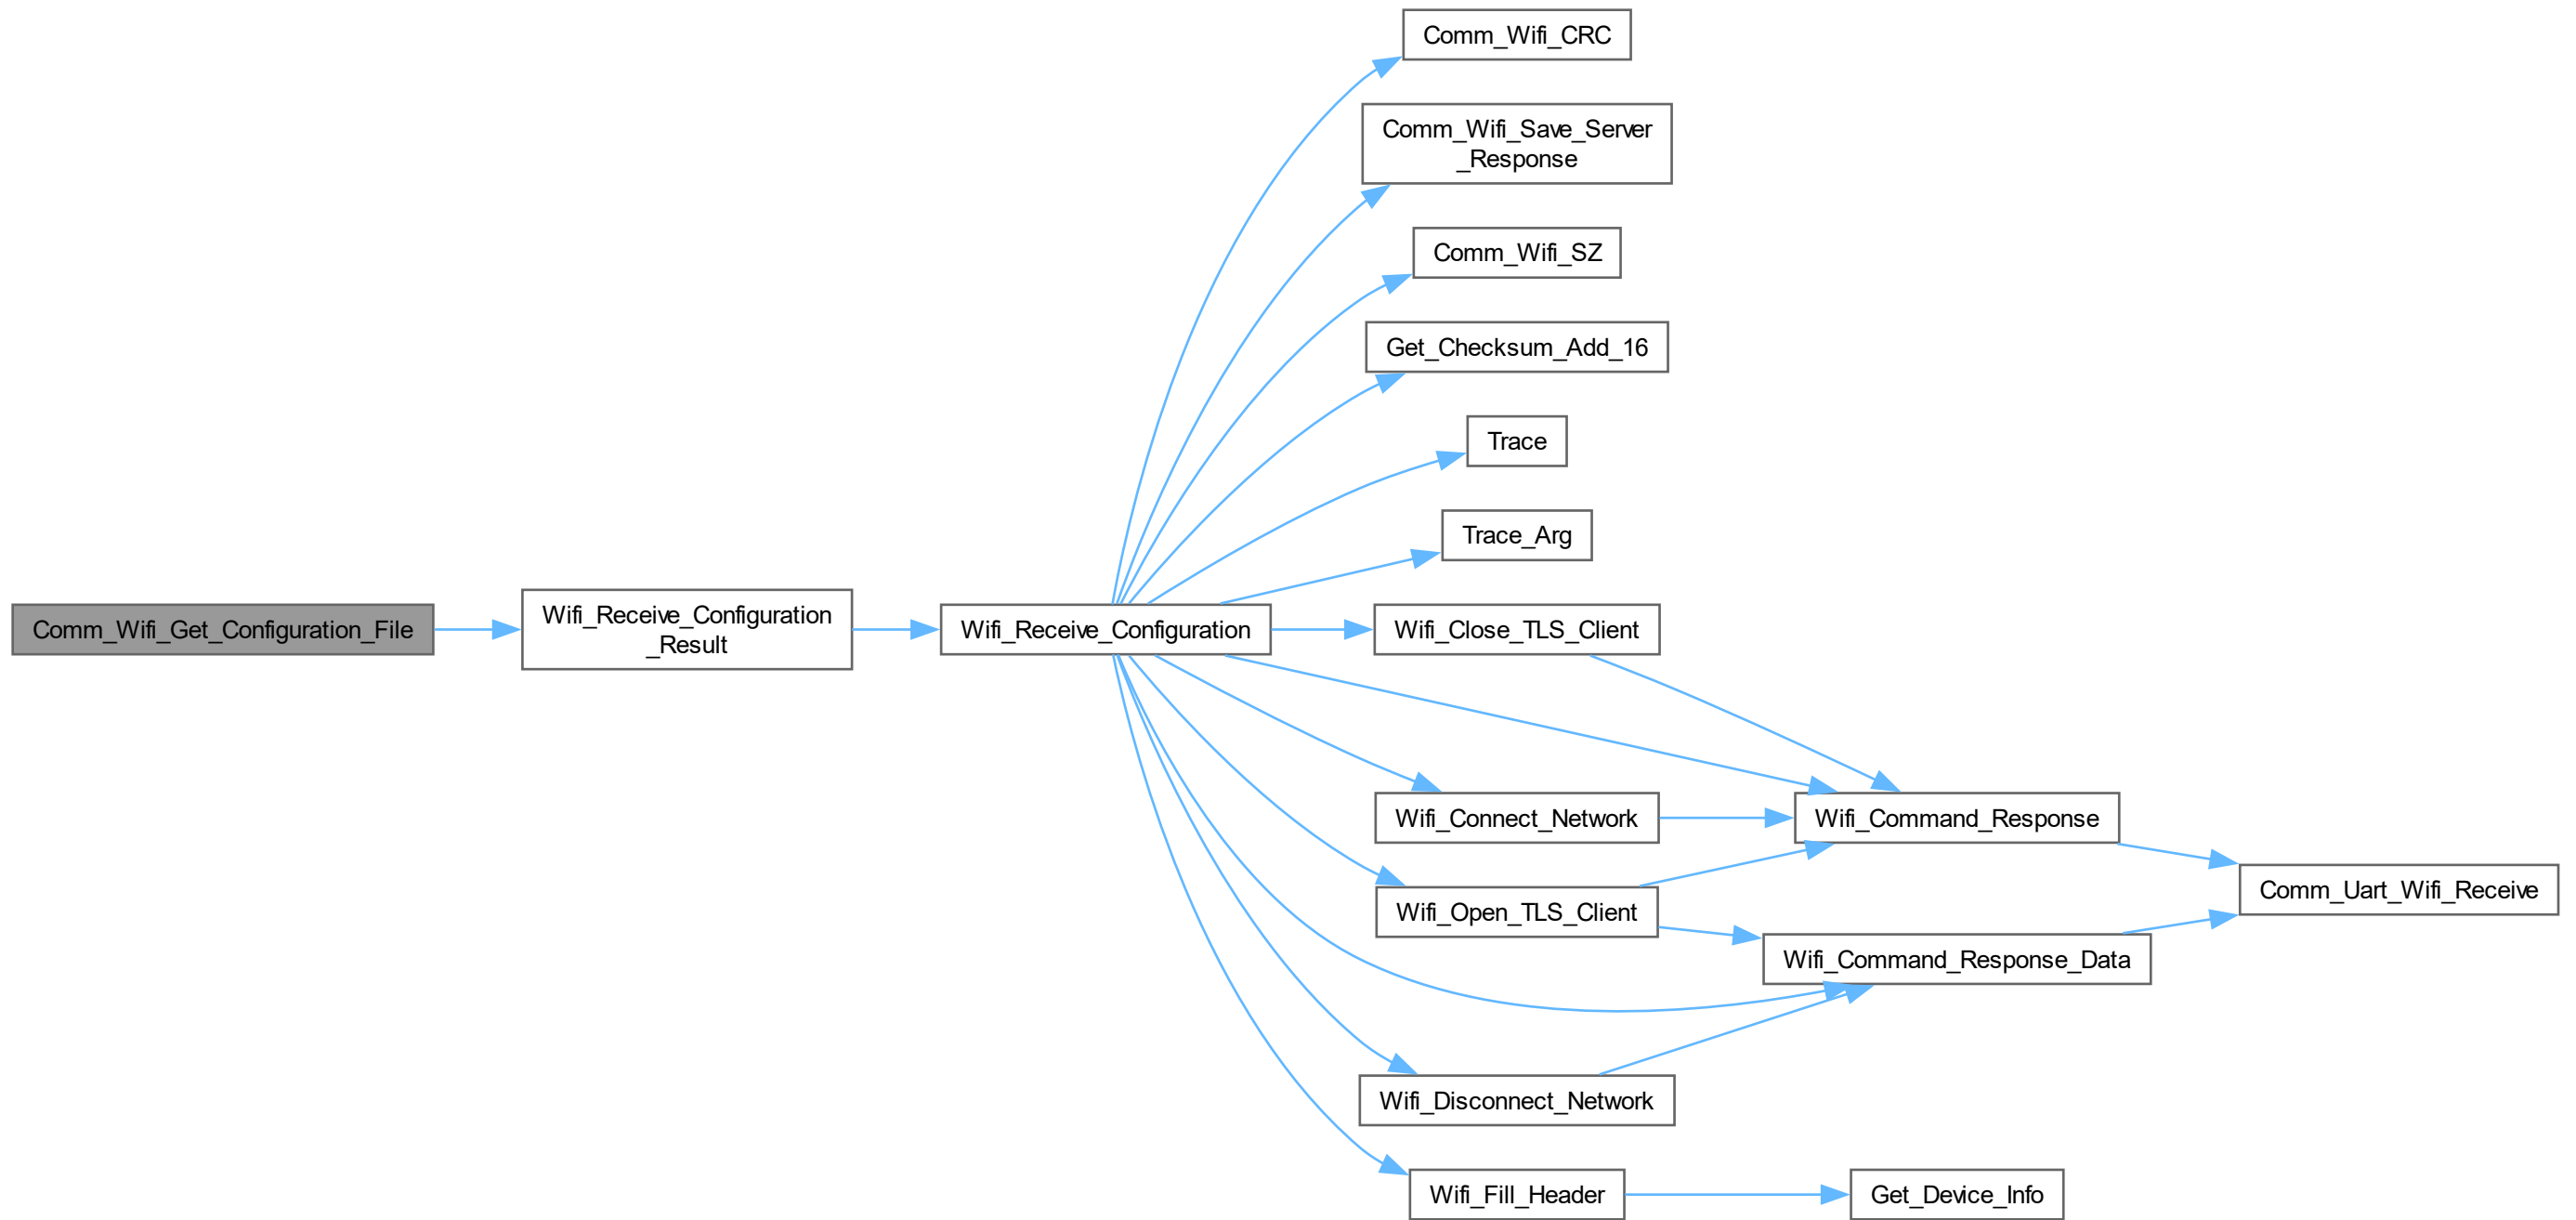 Comm_Wifi_CRC
Comm_Wifi_Save_Server
_Response
Comm_Wifi_SZ
Get_Checksum_Add_16
Trace
Trace_Arg
Comm_Wifi_Get_Configuration_File
Wifi_Receive_Configuration
_Result
Wifi_Receive_Configuration
Wifi_Close_TLS_Client
Wifi_Connect_Network
Wifi_Command_Response
Wifi_Open_TLS_Client
Comm_Uart_Wifi_Receive
Wifi_Command_Response_Data
Wifi_Disconnect_Network
Wifi_Fill_Header
Get_Device_Info